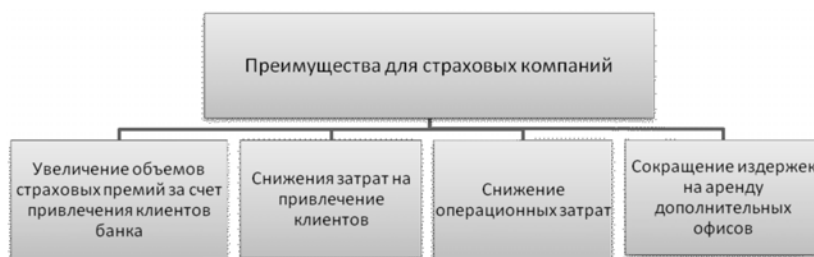 Преимущества для страховых компаний
Увеличение объемов
страховых премий за счет
привлечения клиентов
банка
Снижения затрат на
привлечение
клиентов
Снижение
операционных затрат
Сокращение издержек
на аренду
дополнительных
офисов